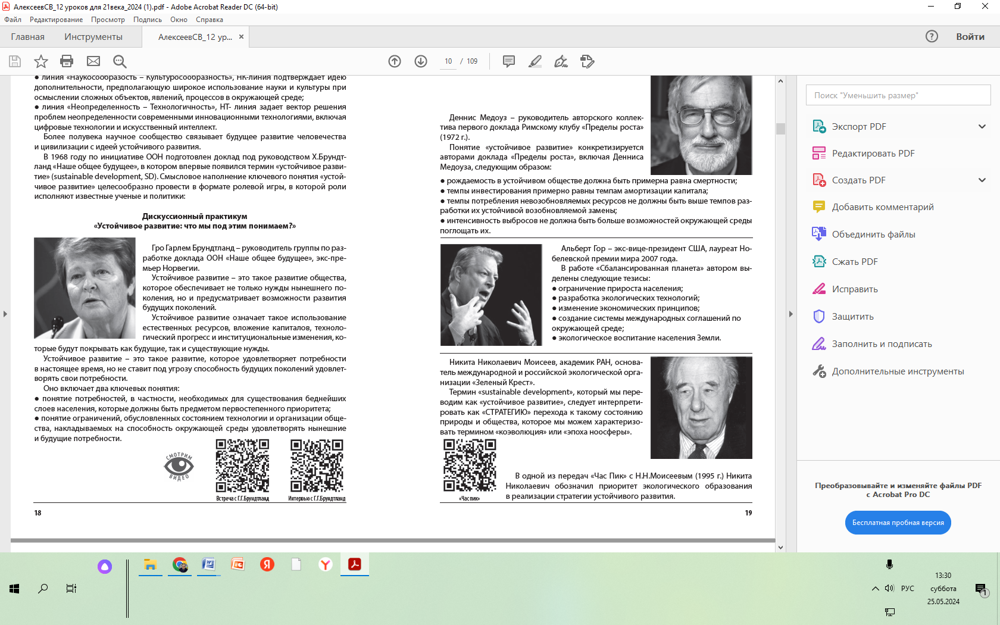 АлексеевСВ_12 уроков для 21века_2024 (1).pdf - Adobe Acrobat Reader DC (64-bit)
Файл Редактирование Просмотр Подпись Окно Справка
Главная Инструменты АлексеевСВ_12 ур... × ? Войти
10 / 109
● линия «Наукосообразость – Культуросообразность», НК-линия подтверждает идею
дополнительности, предполагающую широкое использование науки и культуры при
осмыслении сложных объектов, явлений, процессов в окружающей среде;
● линия «Неопределенность – Технологичность», НТ- линия задает вектор решения
проблем неопределенности современными инновационными технологиями, включая
цифровые технологии и искусственный интеллект.
Более полувека научное сообщество связывает будущее развитие человечества
и цивилизации с идеей устойчивого развития.
В 1968 году по инициативе ООН подготовлен доклад под руководством Х.Брундт-
ланд «Наше общее будущее», в котором впервые появился термин «устойчивое разви-
тие» (sustainable development, SD). Смысловое наполнение ключевого понятия «устой-
чивое развитие» целесообразно провести в формате ролевой игры, в которой роли
исполняют известные ученые и политики:
Дискуссионный практикум
«Устойчивое развитие: что мы под этим понимаем?»
Гро Гарлем Брундтланд – руководитель группы по раз-
работке доклада ООН «Наше общее будущее», экс-пре-
мьер Норвегии.
Устойчивое развитие – это такое развитие общества,
которое обеспечивает не только нужды нынешнего по-
коления, но и предусматривает возможности развития
будущих поколений.
Устойчивое развитие означает такое использование
естественных ресурсов, вложение капиталов, техноло-
гический прогресс и институциональные изменения, ко-
торые будут покрывать как будущие, так и существующие нужды.
Устойчивое развитие – это такое развитие, которое удовлетворяет потребности
в настоящее время, но не ставит под угрозу способность будущих поколений удовлет-
ворять свои потребности.
Оно включает два ключевых понятия:
● понятие потребностей, в частности, необходимых для существования беднейших
слоев населения, которые должны быть предметом первостепенного приоритета;
● понятие ограничений, обусловленных состоянием технологии и организации обще-
ства, накладываемых на способность окружающей среды удовлетворять нынешние
и будущие потребности.
СМОТРИМ
ВИДЕО
Встреча с Г.Г.Брундтланд Интервью с Г.Г.Брундтланд
18
Деннис Медоуз – руководитель авторского коллек-
тива первого доклада Римскому клубу «Пределы роста»
(1972 г.).
Понятие «устойчивое развитие» конкретизируется
авторами доклада «Пределы роста», включая Денниса
Медоуза, следующим образом:
● рождаемость в устойчивом обществе должна быть примерна равна смертности;
● темпы инвестирования примерно равны темпам амортизации капитала;
● темпы потребления невозобновляемых ресурсов не должны быть выше темпов раз-
работки их устойчивой возобновляемой замены;
● интенсивность выбросов не должна быть больше возможностей окружающей среды
поглощать их.
Альберт Гор – экс-вице-президент США, лауреат Но-
белевской премии мира 2007 года.
В работе «Сбалансированная планета» автором вы-
делены следующие тезисы:
● ограничение прироста населения;
● разработка экологических технологий;
● изменение экономических принципов;
● создание системы международных соглашений по
окружающей среде;
● экологическое воспитание населения Земли.
Никита Николаевич Моисеев, академик РАН, основа-
тель международной и российской экологической орга-
низации «Зеленый Крест».
Термин «sustainable development», который мы пере-
водим как «устойчивое развитие», следует интерпрети-
ровать как «СТРАТЕГИЮ» перехода к такому состоянию
природы и общества, которое мы можем характеризо-
вать термином «коэволюция» или «эпоха ноосферы».
«Час пик»
В одной из передач «Час Пик» с Н.Н.Моисеевым (1995 г.) Никита
Николаевич обозначил приоритет экологического образования
в реализации стратегии устойчивого развития.
19
Поиск "Уменьшить размер"
Экспорт PDF
Редактировать PDF
Создать PDF
Добавить комментарий
Объединить файлы
Сжать PDF
Исправить
Защитить
Заполнить и подписать
Дополнительные инструменты
Преобразовывайте и изменяйте файлы PDF
с Acrobat Pro DC
Бесплатная пробная версия
13:30
РУС суббота
25.05.2024
1